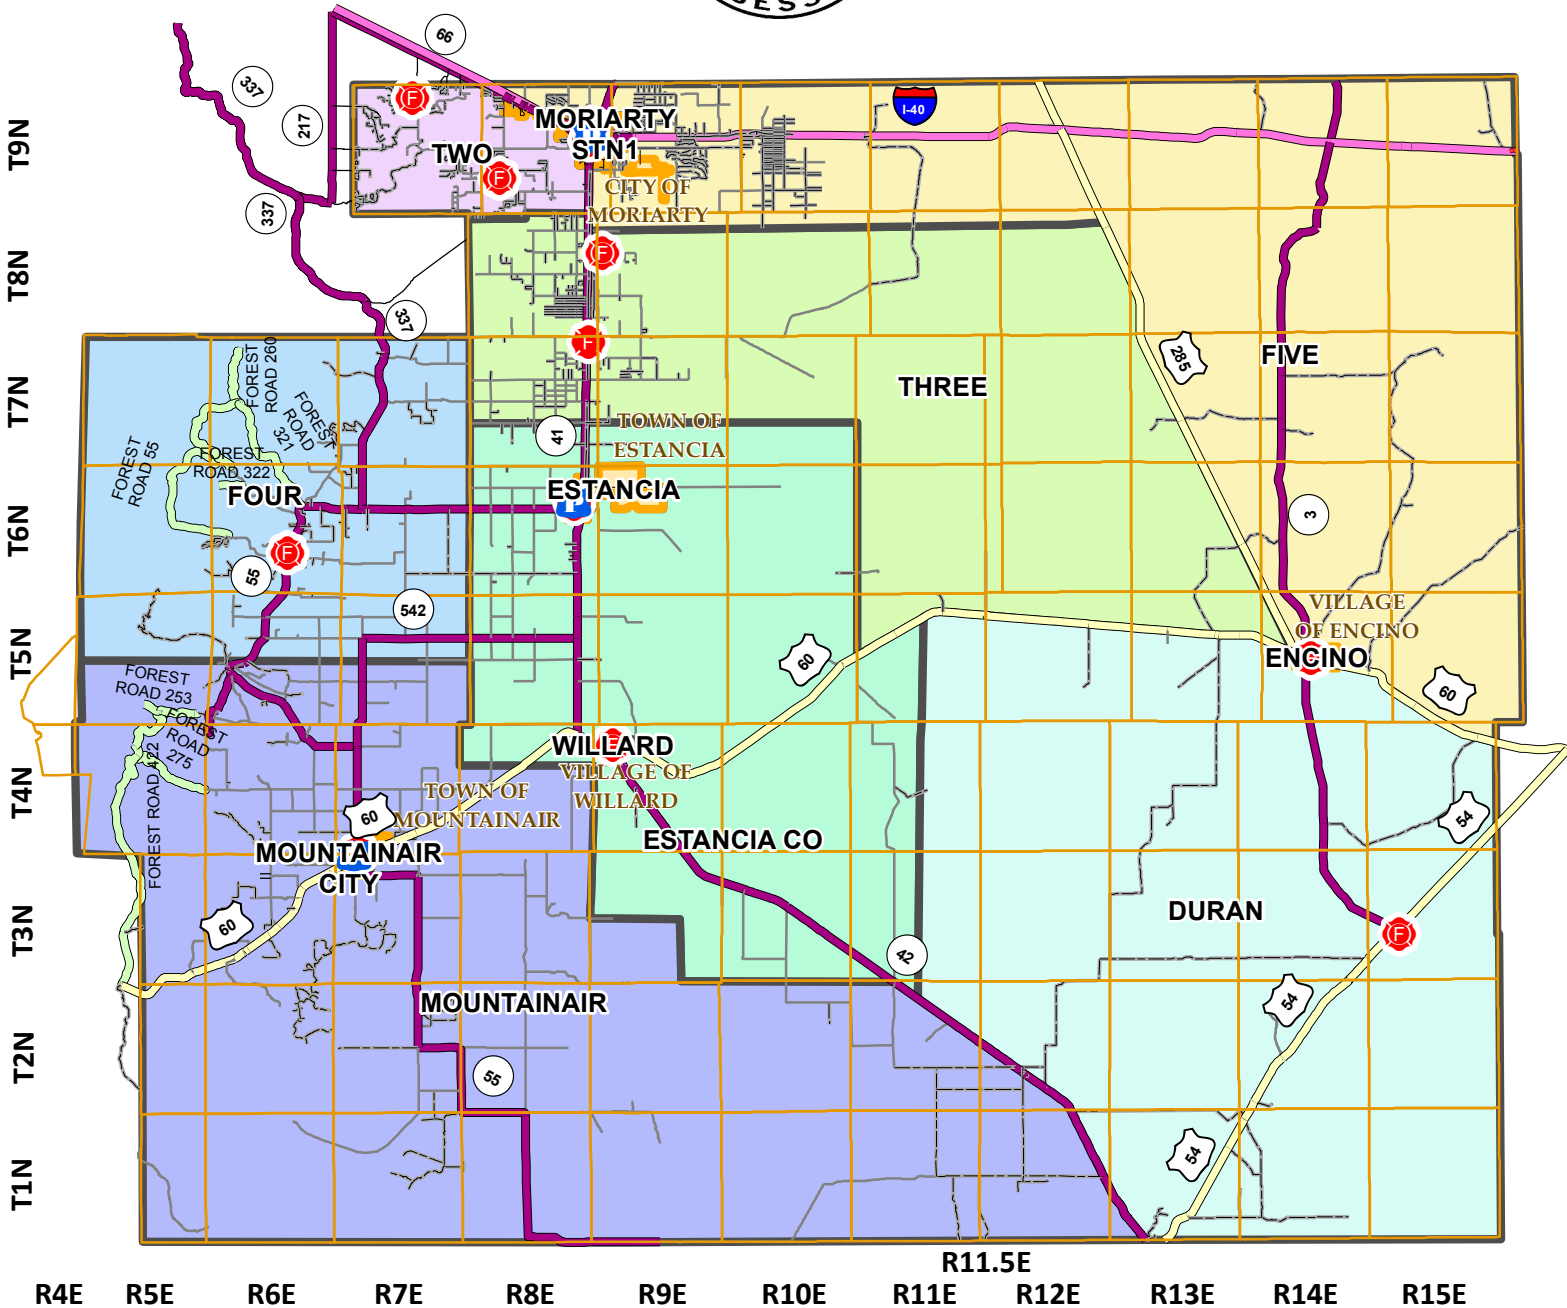 ESS
66
337
217
I-40
T9N
MORIARTY
STN1
TWO
CITY OF
MORIARTY
337
T8N
337
285
FIVE
FOREST
ROAD 260
FOREST
ROAD
321
THREE
T7N
TOWN OF
ESTANCIA
41
FOREST
ROAD 55
FOREST
ROAD 322
FOUR
ESTANCIA
3
T6N
55
542
VILLAGE
OF ENCINO
ENCINO
T5N
60
60
FOREST
ROAD 253
FOREST
ROAD
275
WILLARD
VILLAGE OF
WILLARD
FOREST ROAD 422
T4N
TOWN OF
MOUNTAINAIR
60
54
ESTANCIA CO
MOUNTAINAIR
CITY
DURAN
T3N
60
42
MOUNTAINAIR
54
T2N
55
54
T1N
R11.5E
R4E R5E R6E R7E R8E R9E R10E R11E R12E R13E R14E R15E
F
F
F
F
F
F